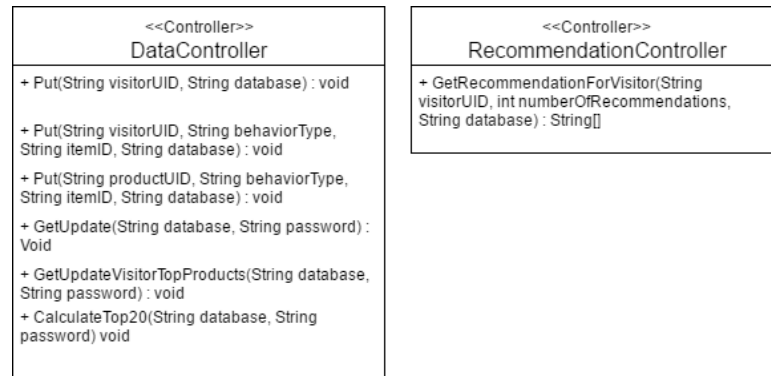 <<Controller>>
DataController
+ Put(String visitorUID, String database) : void
+ Put(String visitorUID, String behaviorType,
String itemID, String database) : void
+ Put(String productUID, String behaviorType,
String itemID, String database) : void
+ GetUpdate(String database, String password) :
Void
+ GetUpdateVisitorTopProducts(String database,
String password) : void
+ CalculateTop20(String database, String
password) void
<<Controller>>
RecommendationController
+ GetRecommendationForVisitor(String
visitorUID, int numberOfRecommendations,
String database) : String[]